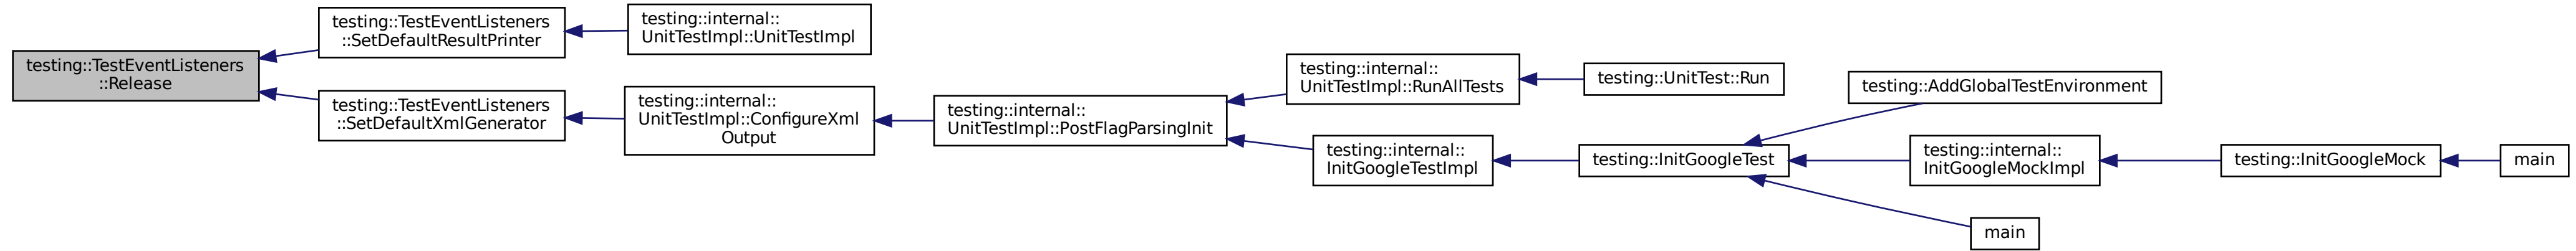 testing::TestEventListeners
::Release
testing::TestEventListeners
::SetDefaultResultPrinter
testing::internal::
UnitTestImpl::UnitTestImpl
testing::TestEventListeners
::SetDefaultXmlGenerator
testing::internal::
UnitTestImpl::ConfigureXml
Output
testing::internal::
UnitTestImpl::PostFlagParsingInit
testing::internal::
UnitTestImpl::RunAllTests
testing::UnitTest::Run
testing::internal::
InitGoogleTestImpl
testing::InitGoogleTest
testing::AddGlobalTestEnvironment
testing::internal::
InitGoogleMockImpl
testing::InitGoogleMock
main
main